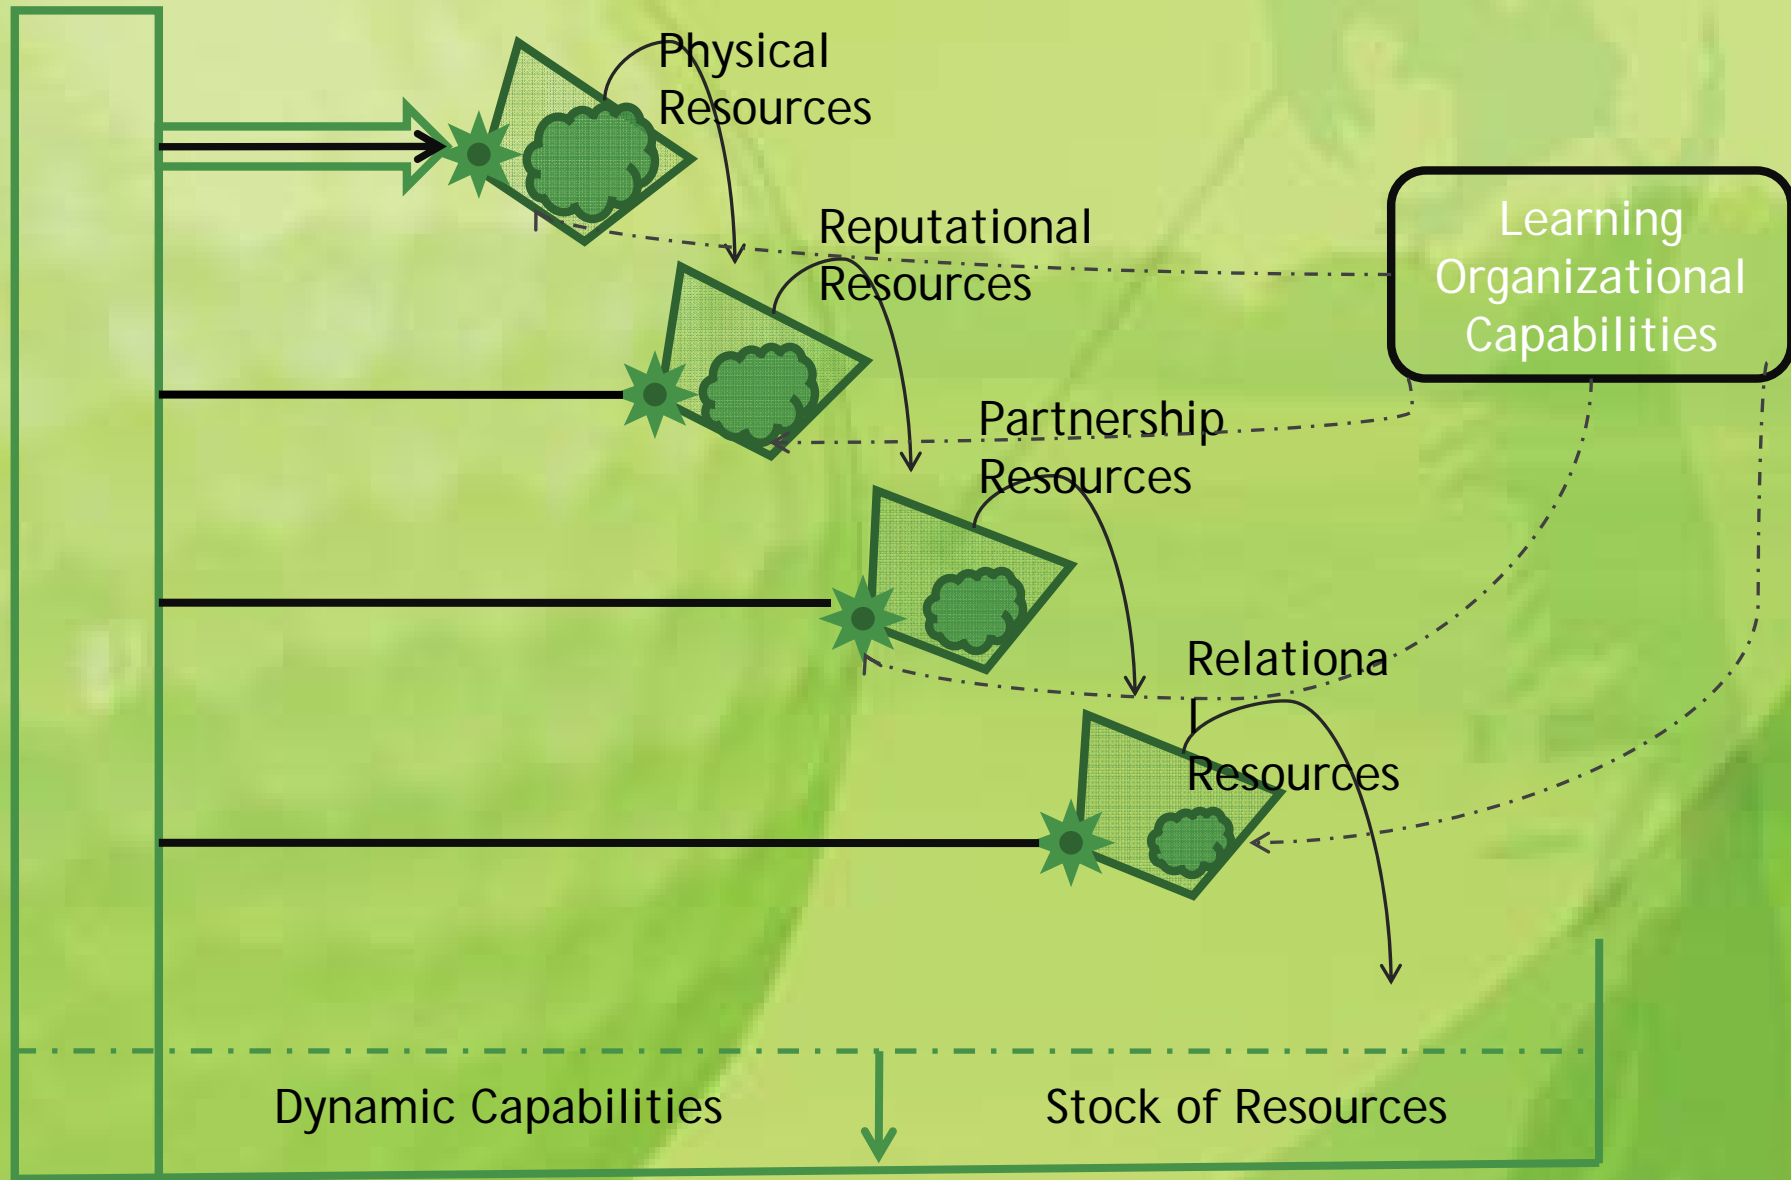 Physical
Resources
Reputational
Resources
Learning
Organizational
Capabilities
Partnership
Resources
Relationa
l
Resources
Dynamic Capabilities
Stock of Resources